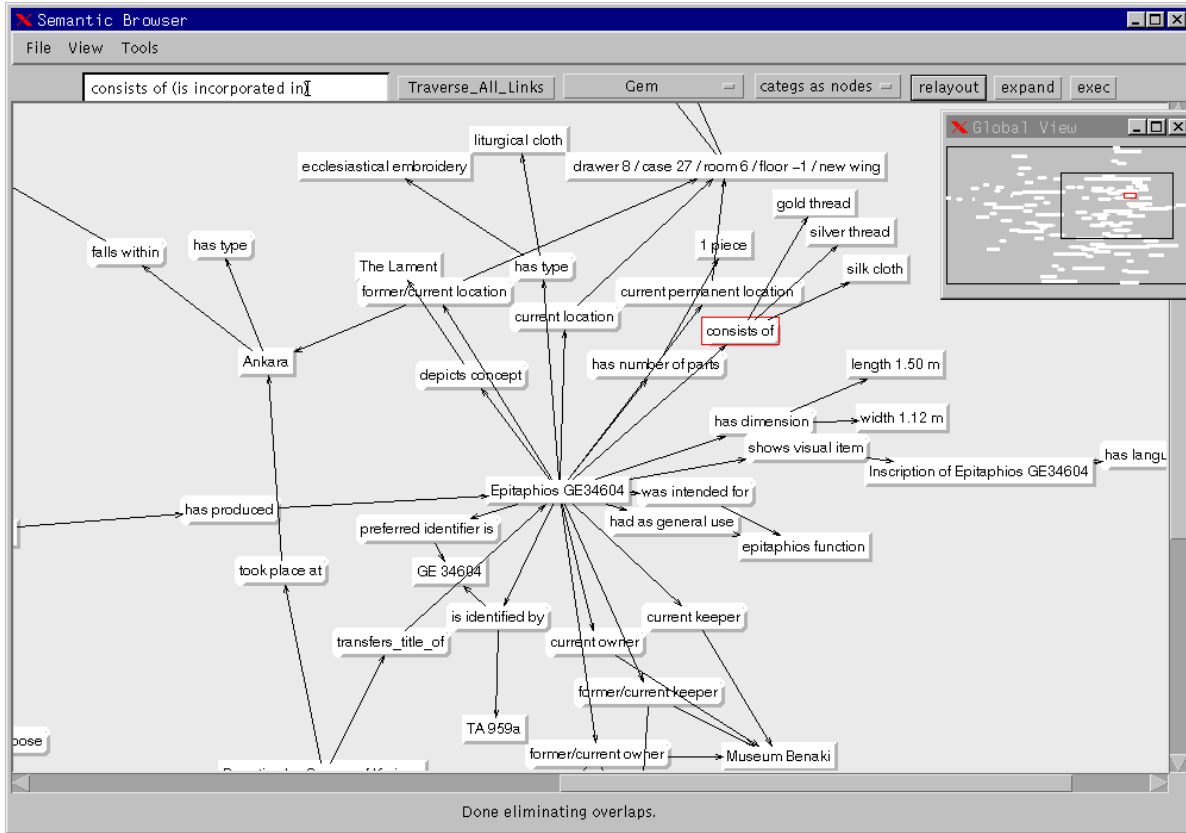 Semantic Browser
File View Tools
consists of (is incorporated in)
Traverse_All_Links
Gem
categs as nodes
relayout
expand
exec
Global View
liturgical cloth
ecclesiastical embroidery
drawer 8 / case 27 / room 6 / floor -1 / new wing
gold thread
silver thread
falls within
has type
1 piece
The Lament
has type
silk cloth
former/current location
current permanent location
current location
consists of
Ankara
has number of parts
length 1.50 m
depicts concept
has dimension
width 1.12 m
shows visual item
has langu
Inscription of Epitaphios GE34604
Epitaphios GE34604
was intended for
has produced
preferred identifier is
had as general use
epitaphios function
took place at
GE 34604
is identified by
current keeper
transfers_title_of
current owner
former/current keeper
TA 959a
oose
former/current owner
Museum Benaki
Done eliminating overlaps.